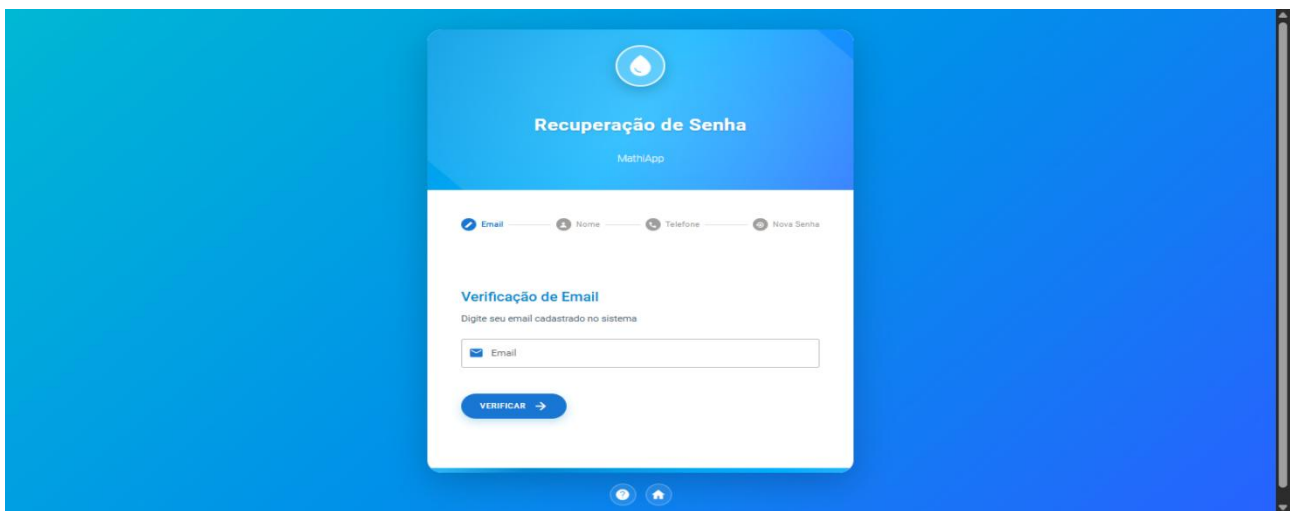 Recuperação de Senha
MathiApp
Email Nome Telefone Nova Senha
Verificação de Email
Digite seu email cadastrado no sistema
Email
VERIFICAR